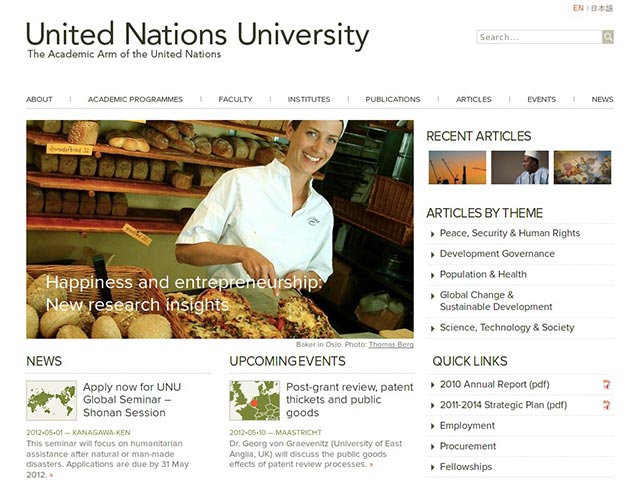 EN | 日本語
United Nations University
The Academic Arm of the United Nations
Search...
ABOUT | ACADEMIC PROGRAMMES | FACULTY | INSTITUTES | PUBLICATIONS | ARTICLES | EVENTS | NEWS
Happiness and entrepreneurship:
New research insights
Baker in Oslo. Photo: Thomas Berg
RECENT ARTICLES
ARTICLES BY THEME
Peace, Security & Human Rights
Development Governance
Population & Health
Global Change &
Sustainable Development
Science, Technology & Society
NEWS
Apply now for UNU
Global Seminar –
Shonan Session
2012•05•01 — KANAGAWA-KEN
This seminar will focus on humanitarian
assistance after natural or man-made
disasters. Applications are due by 31 May
2012. »
UPCOMING EVENTS
Post-grant review, patent
thickets and public
goods
2012•05•10 — MAASTRICHT
Dr. Georg von Graevenitz (University of East
Anglia, UK) will discuss the public goods
effects of patent review processes. »
QUICK LINKS
2010 Annual Report (pdf)
2011-2014 Strategic Plan (pdf)
Employment
Procurement
Fellowships